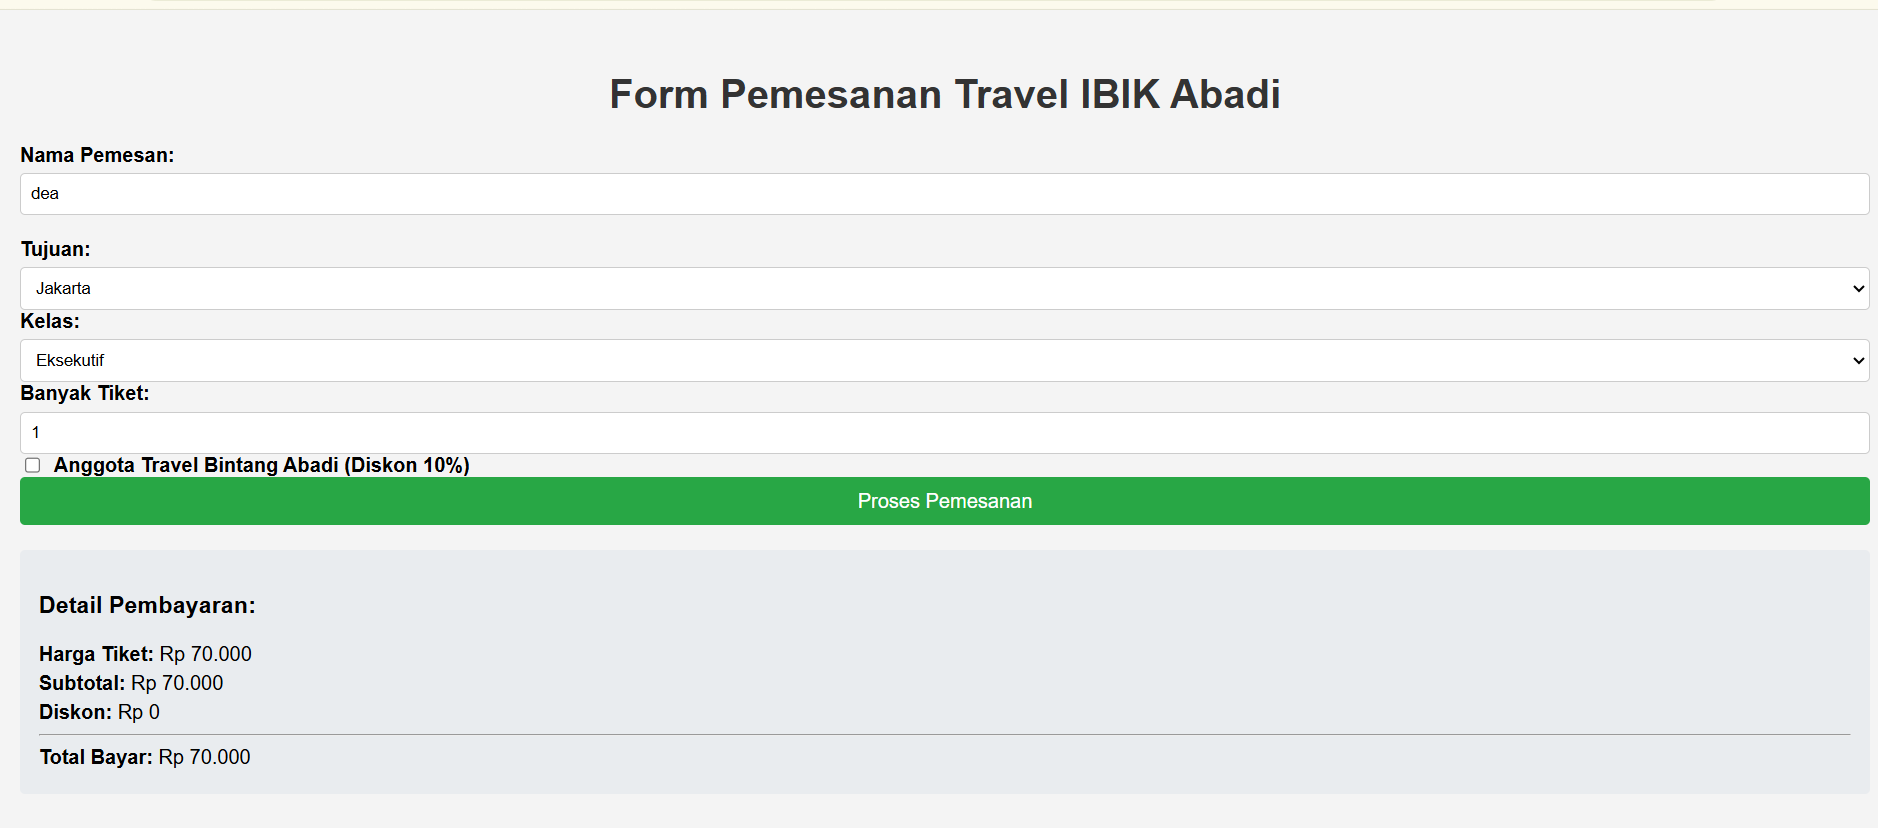 Form Pemesanan Travel IBIK Abadi
Nama Pemesan:
dea
Tujuan:
Jakarta
Kelas:
Eksekutif
Banyak Tiket:
1
Anggota Travel Bintang Abadi (Diskon 10%)
Proses Pemesanan
Detail Pembayaran:
Harga Tiket: Rp 70.000
Subtotal: Rp 70.000
Diskon: Rp 0
Total Bayar: Rp 70.000